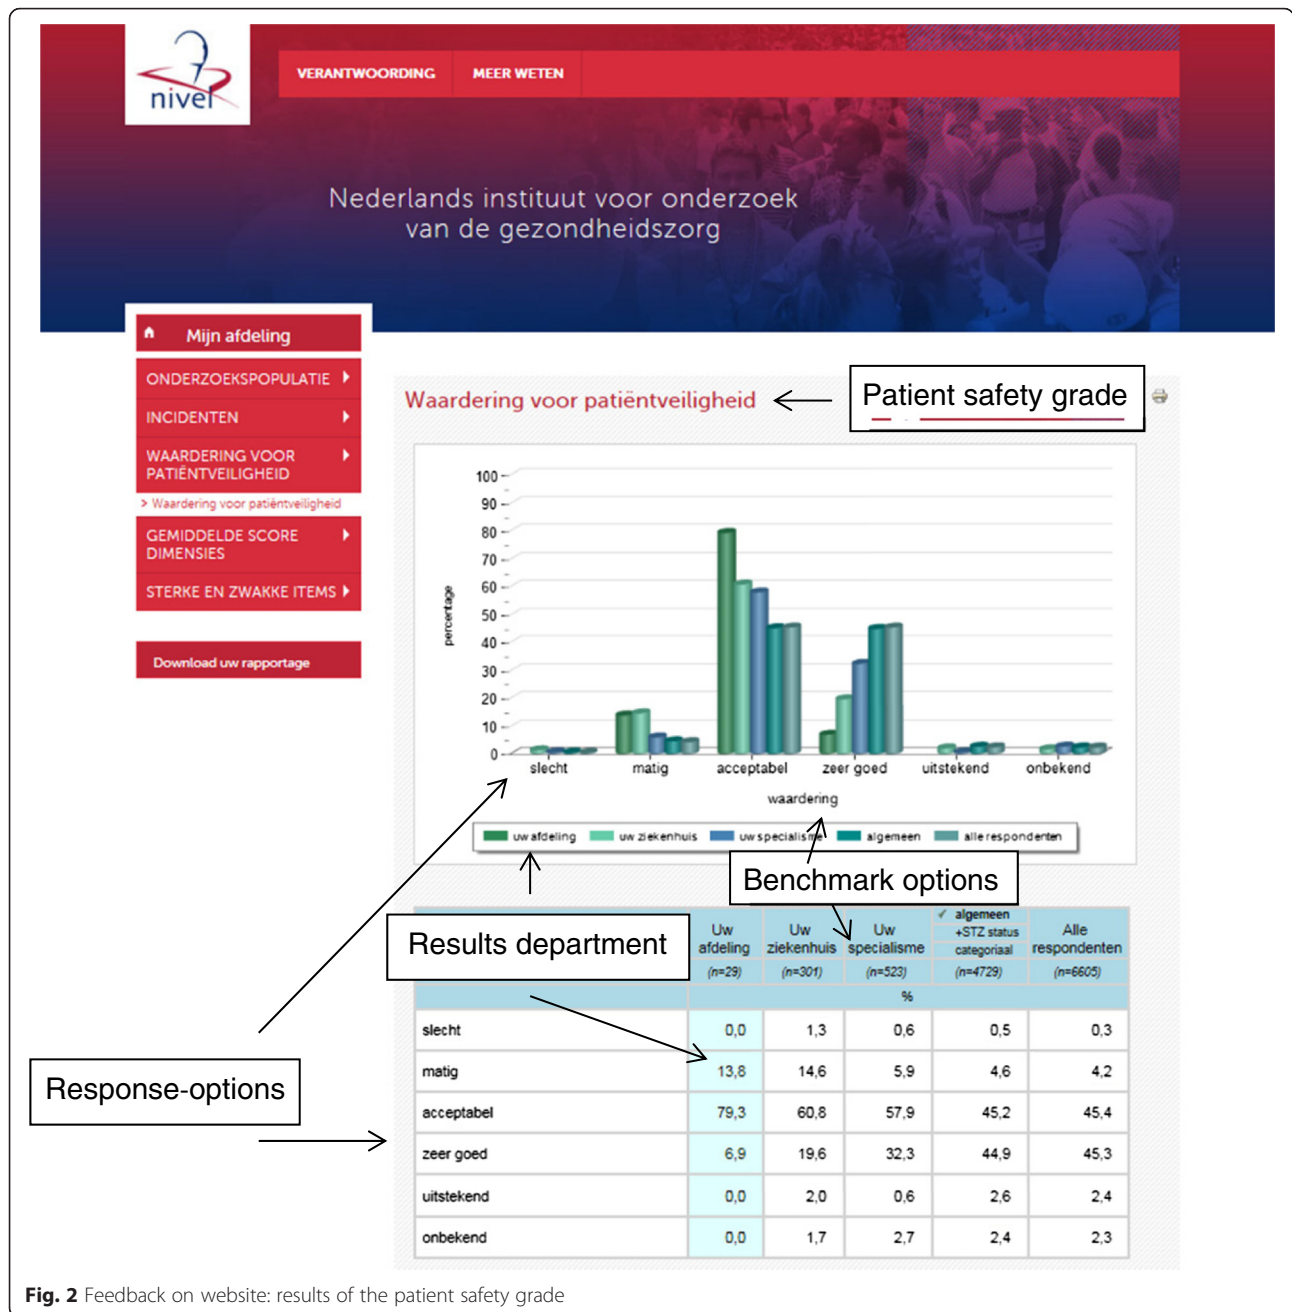 nivel
VERANTWOORDING MEER WETEN
Nederlands instituut voor onderzoek
van de gezondheidszorg
Mijn afdeling
ONDERZOEKSPOPULATIE
INCIDENTEN
WAARDERING VOOR
PATIËNTVEILIGHEID
> Waardering voor patiëntveiligheid
GEMIDDELDE SCORE
DIMENSIES
STERKE EN ZWAKKE ITEMS
Download uw rapportage
Waardering voor patiëntveiligheid
Patient safety grade
percentage
100
90
80
70
60
50
40
30
20
10
0
slecht matig acceptabel zeer goed uitstekend onbekend
waardering
uw afdeling uw ziekenhuis uw specialisme algemeen alle respondenten
Benchmark options
Results department
Response-options
Uw afdeling Uw ziekenhuis Uw specialisme ✓ algemeen +STZ status categoriaal Alle respondenten
(n=29) (n=301) (n=523) (n=4729) (n=6605)
%
slecht 0,0 1,3 0,6 0,5 0,3
matig 13,8 14,6 5,9 4,6 4,2
acceptabel 79,3 60,8 57,9 45,2 45,4
zeer goed 6,9 19,6 32,3 44,9 45,3
uitstekend 0,0 2,0 0,6 2,6 2,4
onbekend 0,0 1,7 2,7 2,4 2,3
Fig. 2 Feedback on website: results of the patient safety grade